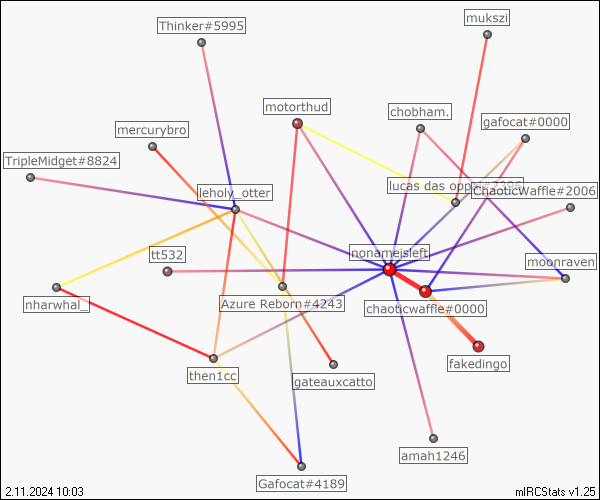 mukszi
Thinker#5995
motorthud
chobham.
gafocat#0000
mercurybro
TripleMidget#8824
leholy_otter
lucas das oppa
ChaoticWaffle#2006
tt532
nonameisleft
moonraven
nharwhal_
Azure Reborn#4243
chaoticwaffle#0000
fakedingo
then1cc
gateauxcatto
amah1246
Gafocat#4189
2.11.2024 10:03
mIRCStats v1.25